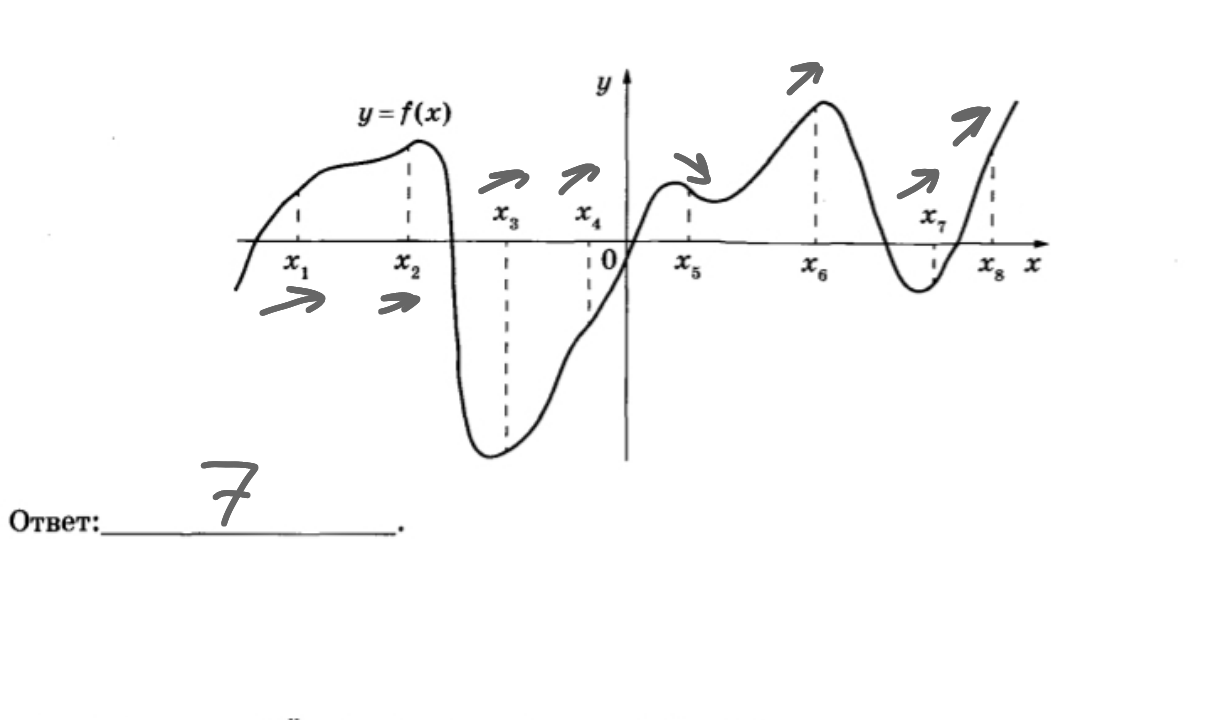 y
y = f(x)
x₃ x₄ x₇
x₁ x₂ 0 x₅ x₆ x₈ x
7
Ответ: .